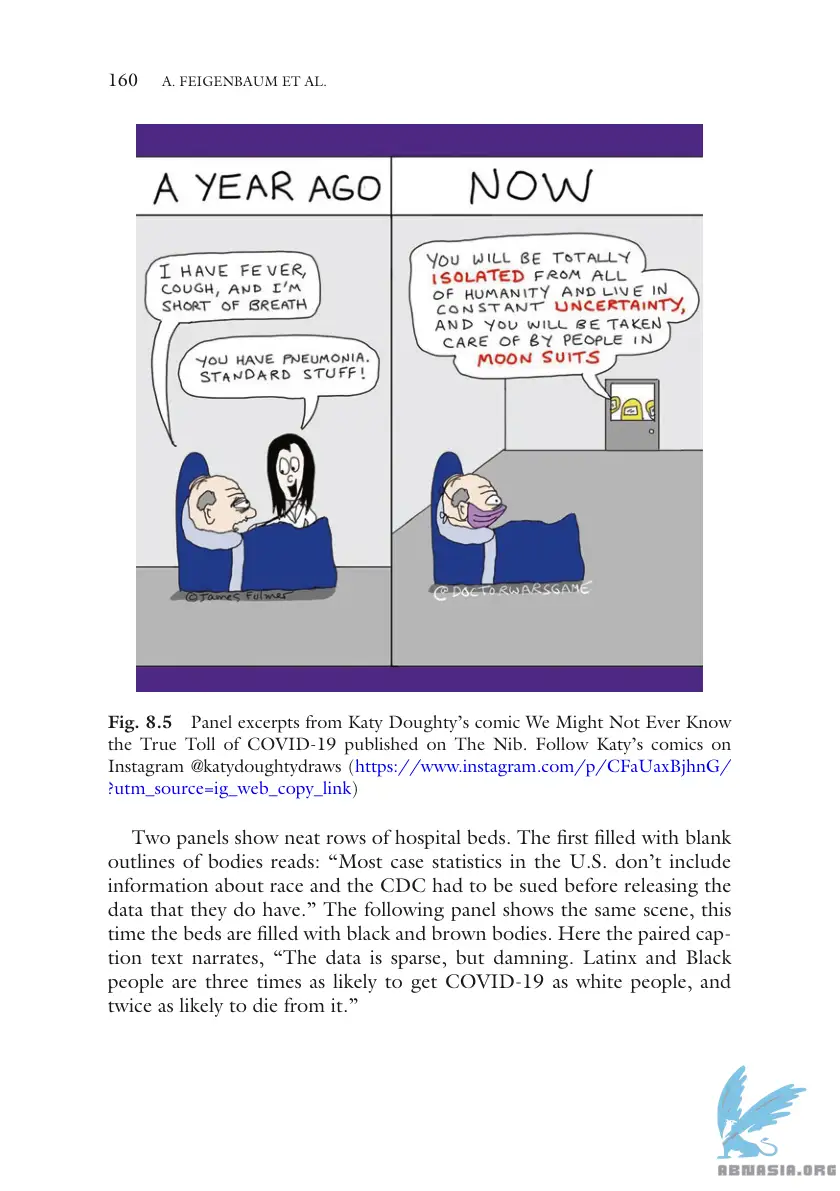 160 A. FEIGENBAUM ET AL.
A YEAR AGO
NOW
I HAVE FEVER,
COUGH, AND I'M
SHORT OF BREATH
YOU HAVE PNEUMONIA.
STANDARD STUFF!
YOU WILL BE TOTALLY
ISOLATED FROM ALL
OF HUMANITY AND LIVE IN
CONSTANT UNCERTAINTY,
AND YOU WILL BE TAKEN
CARE OF BY PEOPLE IN
MOON SUITS
©James Fulmer
@DOCTORWARSGAME
Fig. 8.5 Panel excerpts from Katy Doughty's comic We Might Not Ever Know
the True Toll of COVID-19 published on The Nib. Follow Katy's comics on
Instagram @katydoughtydraws (https://www.instagram.com/p/CFaUaxBjhnG/
?utm_source=ig_web_copy_link)
Two panels show neat rows of hospital beds. The first filled with blank
outlines of bodies reads: “Most case statistics in the U.S. don't include
information about race and the CDC had to be sued before releasing the
data that they do have.” The following panel shows the same scene, this
time the beds are filled with black and brown bodies. Here the paired cap-
tion text narrates, “The data is sparse, but damning. Latinx and Black
people are three times as likely to get COVID-19 as white people, and
twice as likely to die from it.”
ABNASIA.ORG